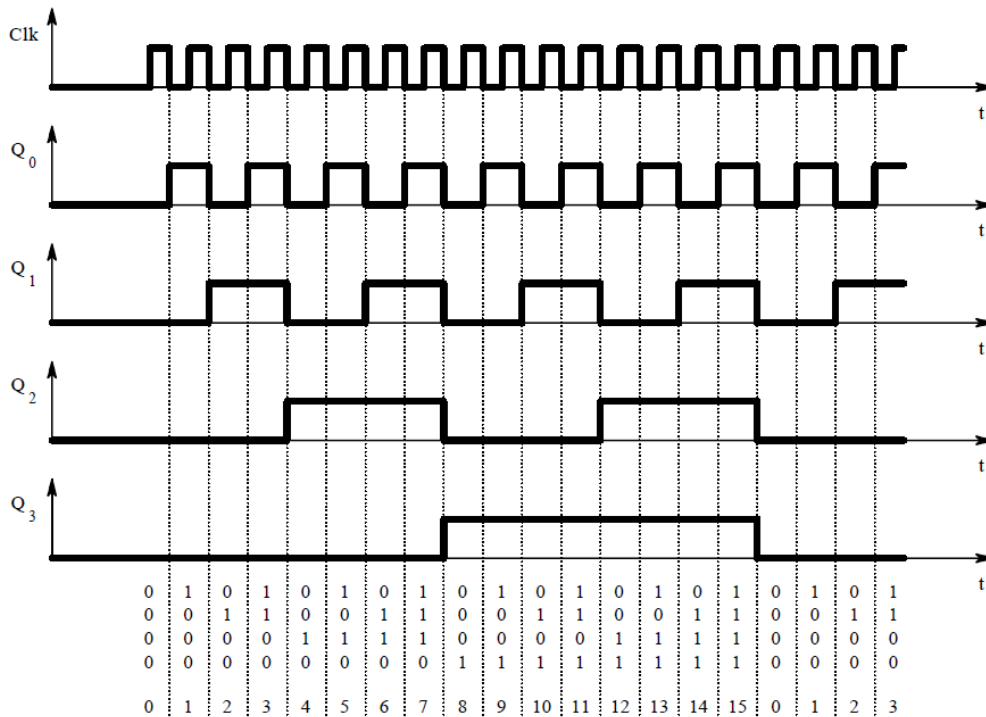 Clk
t
Q0
t
Q1
t
Q2
t
Q3
t
0 1 0 1 0 1 0 1 0 1 0 1 0 1 0 1 0 1 0 1
0 0 1 1 0 0 1 1 0 0 1 1 0 0 1 1 0 0 1 1
0 0 0 0 1 1 1 1 0 0 0 0 1 1 1 1 0 0 0 0
0 0 0 0 0 0 0 0 1 1 1 1 1 1 1 1 0 0 0 0
0 1 2 3 4 5 6 7 8 9 10 11 12 13 14 15 0 1 2 3